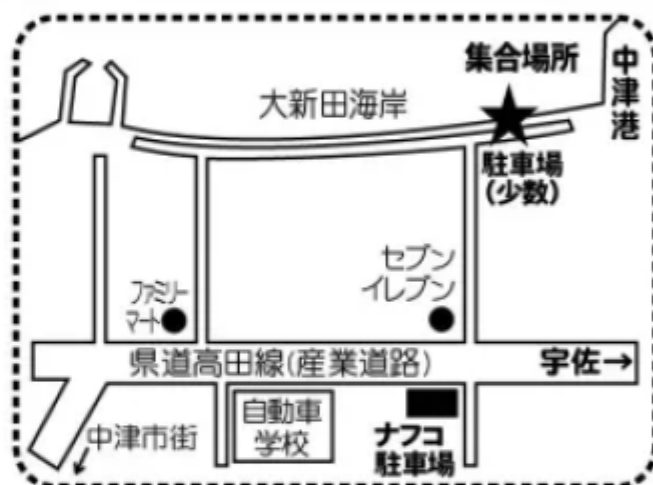 集合場所
中津港
大新田海岸
駐車場
(少数)
セブン
イレブン
ファミリー
マート
県道高田線(産業道路)
宇佐→
自動車
学校
ナフコ
駐車場
中津市街